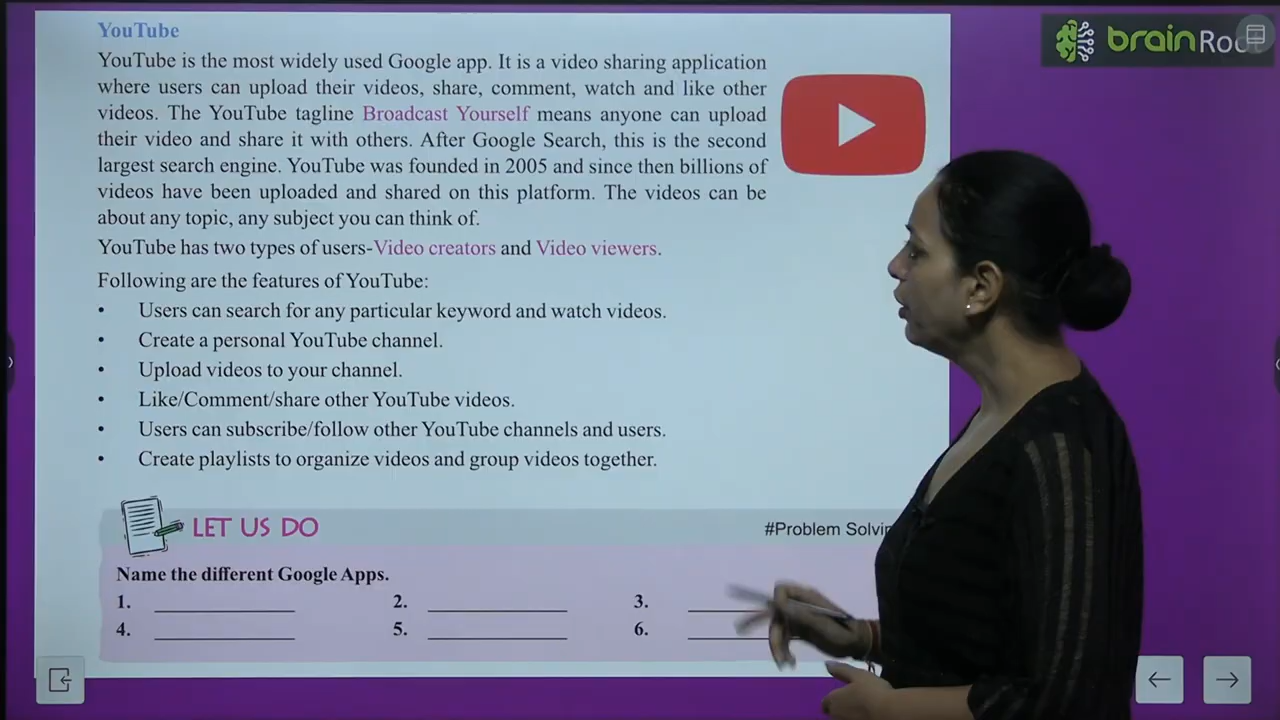 YouTube
YouTube is the most widely used Google app. It is a video sharing application
where users can upload their videos, share, comment, watch and like other
videos. The YouTube tagline Broadcast Yourself means anyone can upload
their video and share it with others. After Google Search, this is the second
largest search engine. YouTube was founded in 2005 and since then billions of
videos have been uploaded and shared on this platform. The videos can be
about any topic, any subject you can think of.
YouTube has two types of users-Video creators and Video viewers.
Following are the features of YouTube:
• Users can search for any particular keyword and watch videos.
• Create a personal YouTube channel.
• Upload videos to your channel.
• Like/Comment/share other YouTube videos.
• Users can subscribe/follow other YouTube channels and users.
• Create playlists to organize videos and group videos together.
LET US DO
#Problem Solvin
Name the different Google Apps.
1. 2. 3.
4. 5. 6.
brain